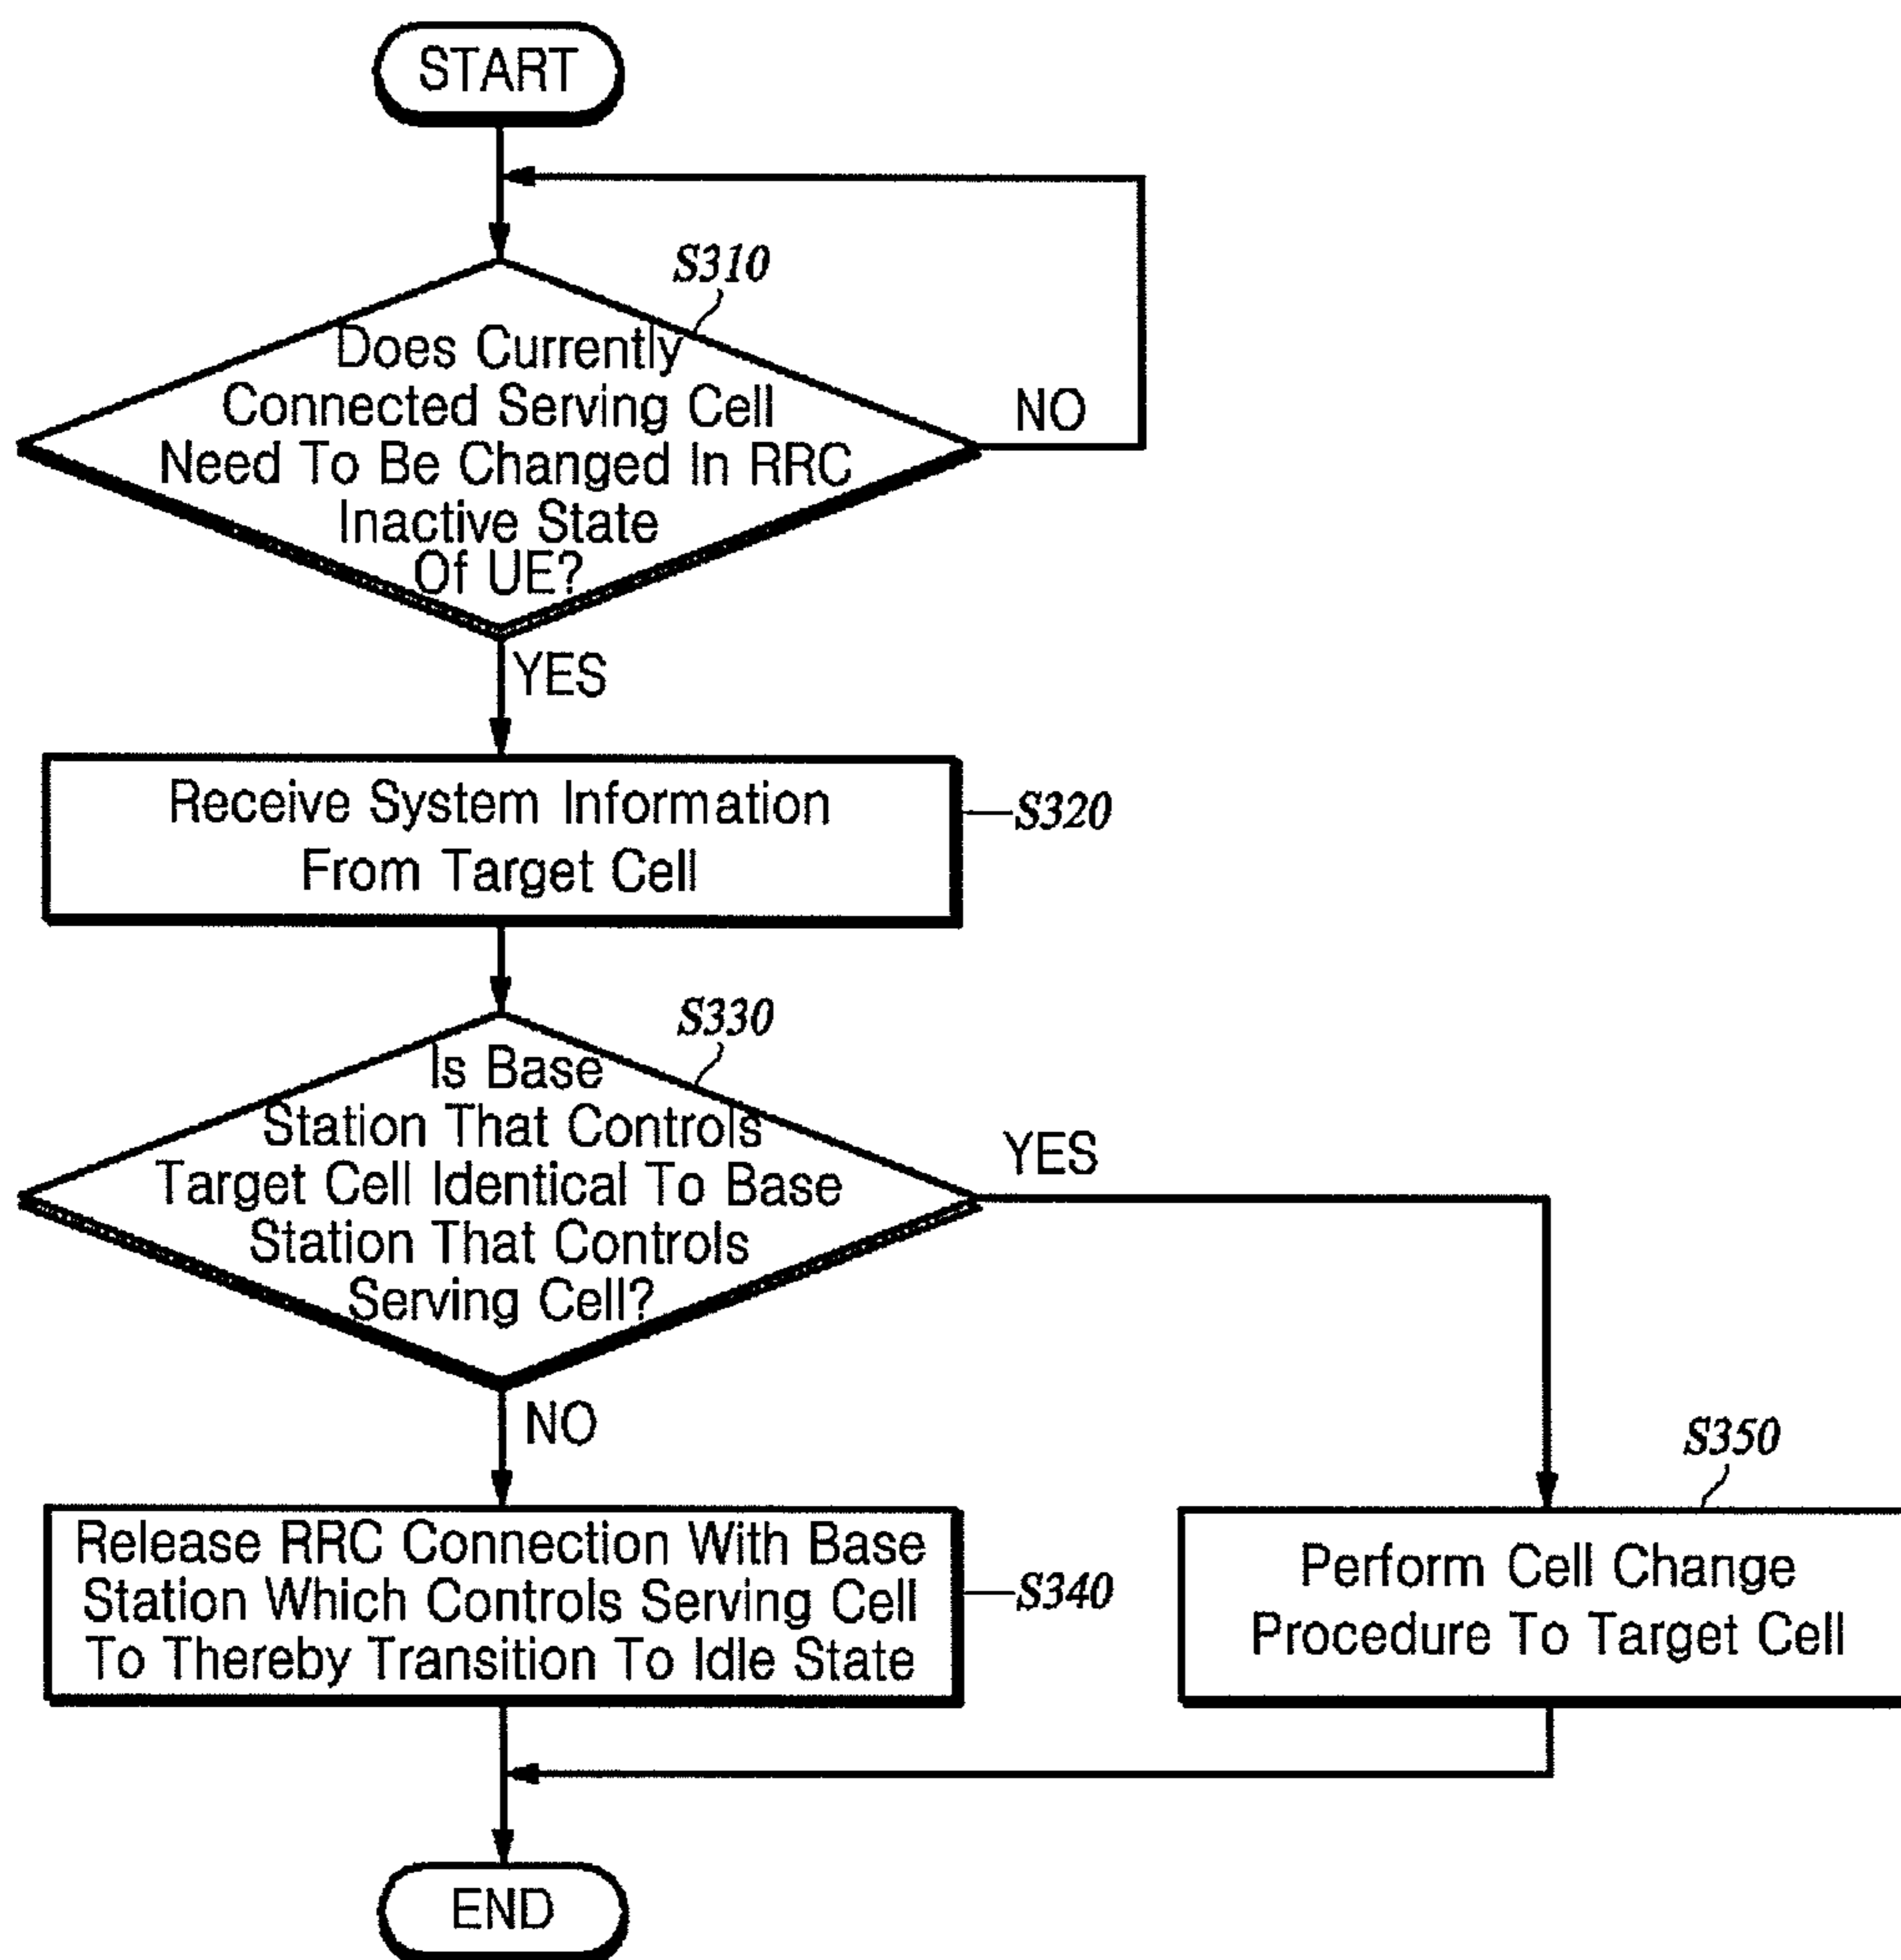 START
S310
Does Currently
Connected Serving Cell
Need To Be Changed In RRC
Inactive State
Of UE?
NO
YES
Receive System Information
From Target Cell
S320
S330
Is Base
Station That Controls
Target Cell Identical To Base
Station That Controls
Serving Cell?
YES
NO
Release RRC Connection With Base
Station Which Controls Serving Cell
To Thereby Transition To Idle State
S340
S350
Perform Cell Change
Procedure To Target Cell
END